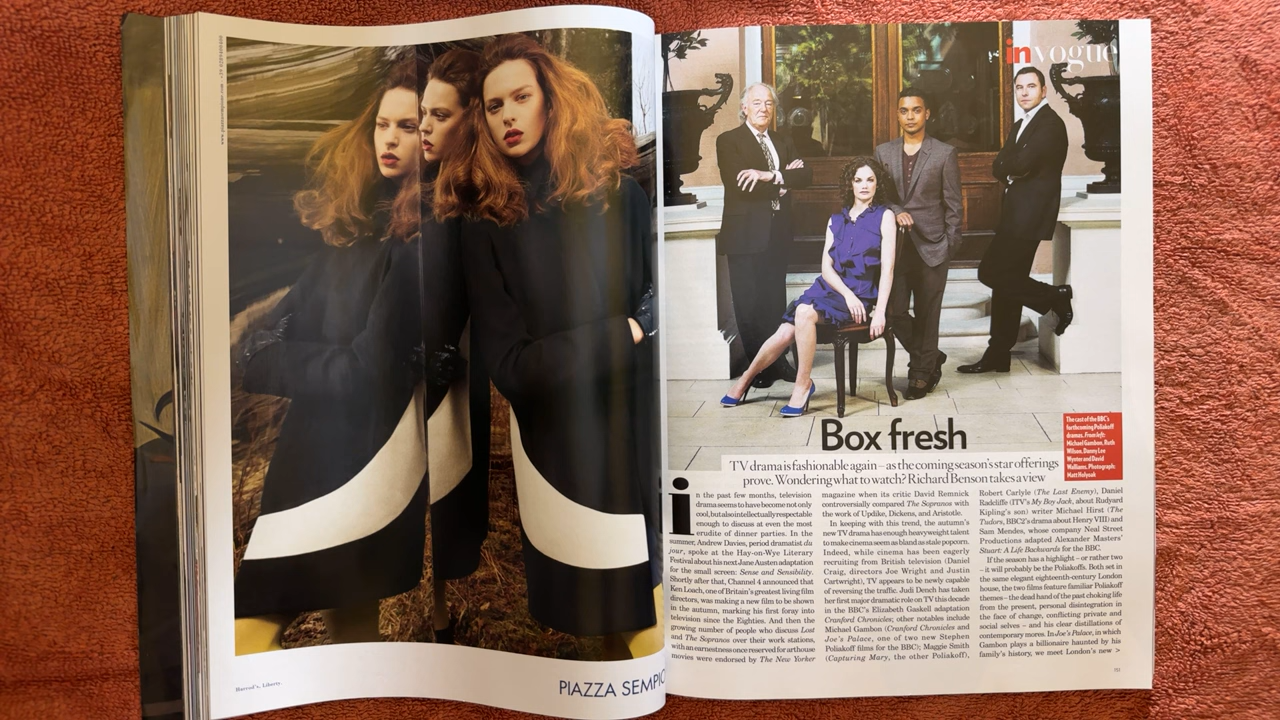 Harrod's, Liberty.
PIAZZA SEMPIO
in vogue
Box fresh
TV drama is fashionable again – as the coming season's star offerings
prove. Wondering what to watch? Richard Benson takes a view
The cast of the BBC's
forthcoming Poliakoff
dramas. From left:
Michael Gambon, Ruth
Wilson, Danny Lee
Wynter and David
Walliams. Photograph:
Matt Holyoak
in the past few months, television
drama seems to have become not only
cool, but also intellectually respectable
enough to discuss at even the most
erudite of dinner parties. In the
summer, Andrew Davies, period dramatist du
jour, spoke at the Hay-on-Wye Literary
Festival about his next Jane Austen adaptation
for the small screen: Sense and Sensibility.
Shortly after that, Channel 4 announced that
Ken Loach, one of Britain's greatest living film
directors, was making a new film to be shown
in the autumn, marking his first foray into
television since the Eighties. And then the
growing number of people who discuss Lost
and The Sopranos over their work stations,
with an earnestness once reserved for arthouse
movies were endorsed by The New Yorker
magazine when its critic David Remnick
controversially compared The Sopranos with
the work of Updike, Dickens, and Aristotle.
In keeping with this trend, the autumn's
new TV drama has enough heavyweight talent
to make cinema seem as bland as stale popcorn.
Indeed, while cinema has been eagerly
recruiting from British television (Daniel
Craig, directors Joe Wright and Justin
Cartwright), TV appears to be newly capable
of reversing the traffic. Judi Dench has taken
her first major dramatic role on TV this decade
in the BBC's Elizabeth Gaskell adaptation
Cranford Chronicles; other notables include
Michael Gambon (Cranford Chronicles and
Joe's Palace, one of two new Stephen
Poliakoff films for the BBC); Maggie Smith
(Capturing Mary, the other Poliakoff),
Robert Carlyle (The Last Enemy), Daniel
Radcliffe (ITV's My Boy Jack, about Rudyard
Kipling's son) writer Michael Hirst (The
Tudors, BBC2's drama about Henry VIII) and
Sam Mendes, whose company Neal Street
Productions adapted Alexander Masters'
Stuart: A Life Backwards for the BBC.
If the season has a highlight – or rather two
– it will probably be the Poliakoffs. Both set in
the same elegant eighteenth-century London
house, the two films feature familiar Poliakoff
themes – the dead hand of the past choking life
from the present, personal disintegration in
the face of change, conflicting private and
social selves – and his clear distillations of
contemporary mores. In Joe's Palace, in which
Gambon plays a billionaire haunted by his
family's history, we meet London's new >